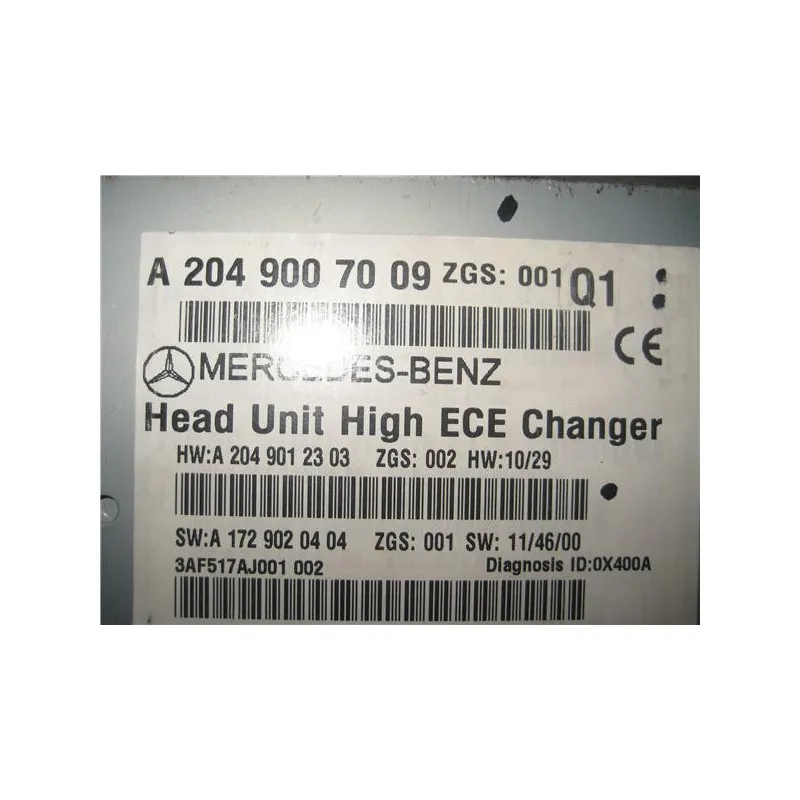 A 204 900 70 09 ZGS: 001 Q1
CE
MERCEDES-BENZ
Head Unit High ECE Changer
HW:A 204 901 23 03 ZGS: 002 HW:10/29
SW:A 172 902 04 04 ZGS: 001 SW: 11/46/00
3AF517AJ001 002 Diagnosis ID:0X400A